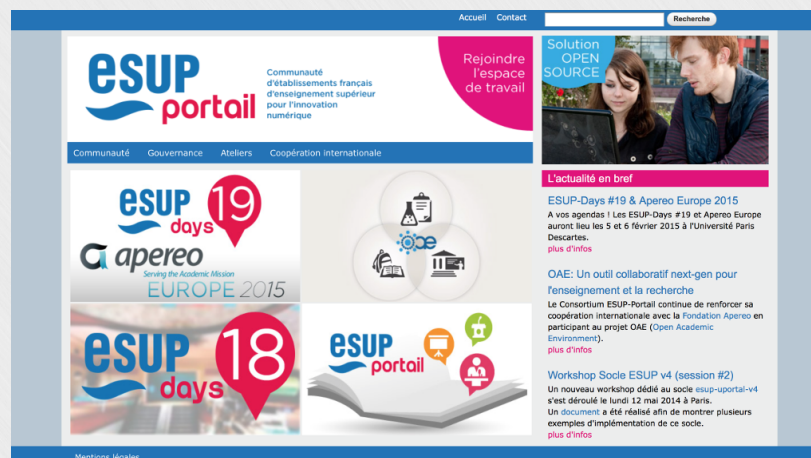 Accueil Contact Recherche
esup
portail
Communauté
d'établissements français
d'enseignement supérieur
pour l'innovation
numérique
Rejoindre
l'espace
de travail
Solution
OPEN
SOURCE
Communauté Gouvernance Ateliers Coopération internationale
esup
days 19
apereo
Serving the Academic Mission
EUROPE 2015
oae
esup
days 18
esup
portail
L'actualité en bref
ESUP-Days #19 & Apereo Europe 2015
A vos agendas ! Les ESUP-Days #19 et Apereo Europe
auront lieu les 5 et 6 février 2015 à l'Université Paris
Descartes.
plus d'infos
OAE: Un outil collaboratif next-gen pour
l'enseignement et la recherche
Le Consortium ESUP-Portail continue de renforcer sa
coopération internationale avec la Fondation Apereo en
participant au projet OAE (Open Academic
Environment).
plus d'infos
Workshop Socle ESUP v4 (session #2)
Un nouveau workshop dédié au socle esup-uportal-v4
s'est déroulé le lundi 12 mai 2014 à Paris.
Un document a été réalisé afin de montrer plusieurs
exemples d'implémentation de ce socle.
plus d'infos
Mentions légales